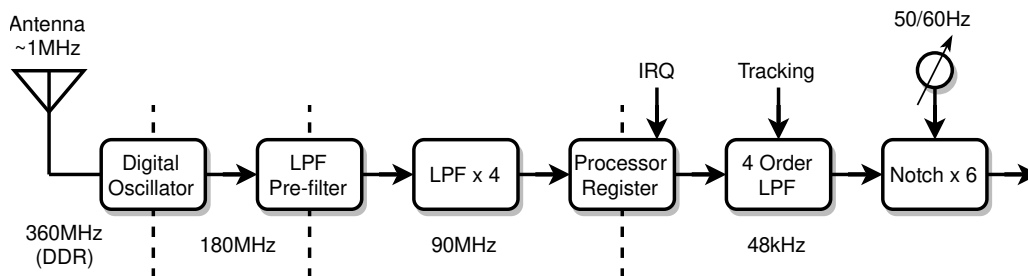 Antenna
~1MHz
50/60Hz
IRQ
Tracking
Digital
Oscillator
LPF
Pre-filter
LPF x 4
Processor
Register
4 Order
LPF
Notch x 6
360MHz
(DDR)
180MHz
90MHz
48kHz